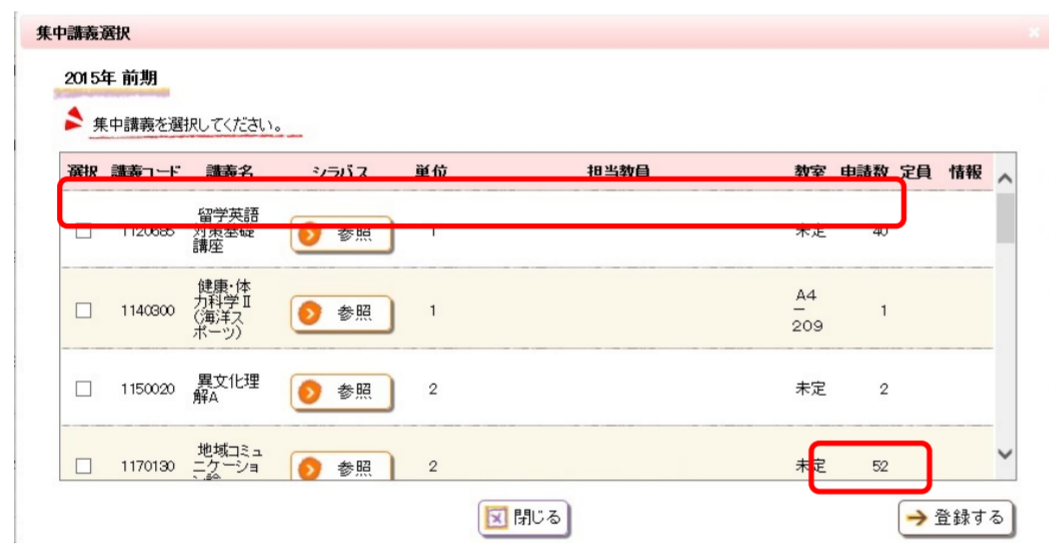 集中講義選択
2015年 前期
集中講義を選択してください。
選択 講義コード 講義名 シラバス 単位 担当教員 教室 申請数 定員 情報
留学英語
1120685 対策基礎 参照 1 未定 40
講座
健康・体
力科学Ⅱ A4
1140300 (海洋ス 参照 1 － 1
ポーツ) 209
異文化理
1150020 解A 参照 2 未定 2
地域コミュ
1170130 ニケーショ 参照 2 未定 52
閉じる 登録する